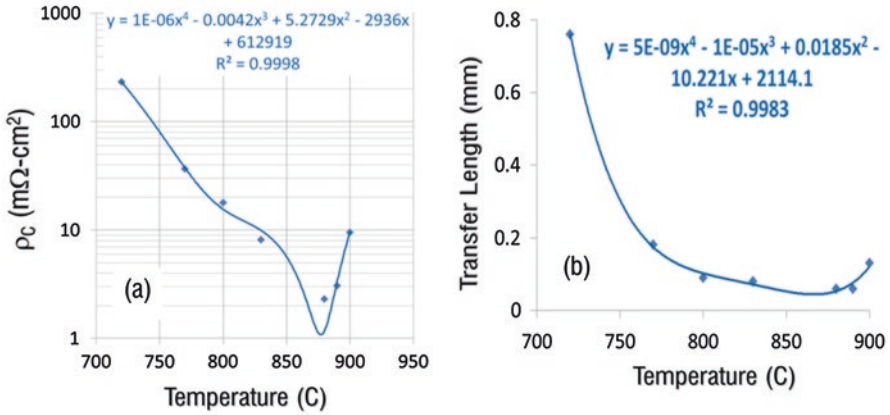 y = 1E-06x⁴ - 0.0042x³ + 5.2729x² - 2936x
+ 612919
R² = 0.9998
1000
100
10
1
ρC (mΩ-cm²)
(a)
700 750 800 850 900 950
Temperature (C)
y = 5E-09x⁴ - 1E-05x³ + 0.0185x² -
10.221x + 2114.1
R² = 0.9983
0.8
0.6
0.4
0.2
0
Transfer Length (mm)
(b)
700 750 800 850 900
Temperature (C)